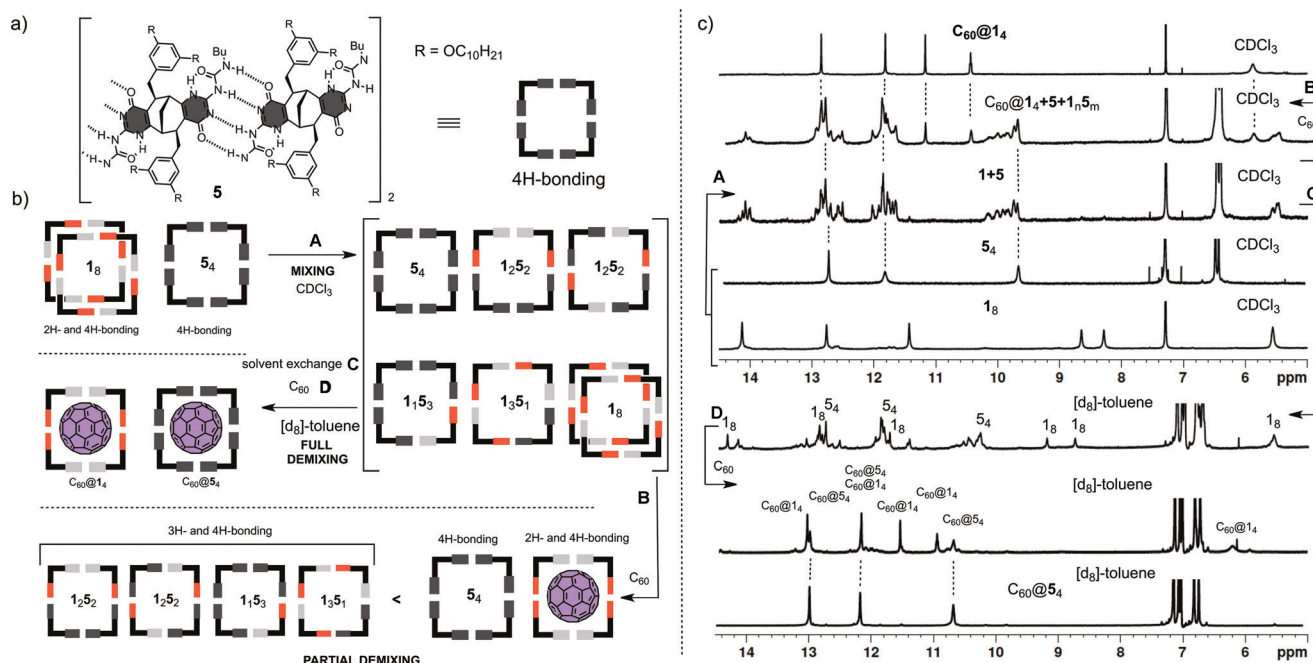 a)
R
R
Bu
R
R
Bu
R = OC10H21
O
N
H
H
N
N
O
N
N
H
O
N
H
H
N
N
O
N
N
H
R
R
R
R
5
2
≡
4H-bonding
b)
18
2H- and 4H-bonding
54
4H-bonding
A
MIXING
CDCl3
54
1252
1252
1153
1351
18
solvent exchange C
C60 D
[d8]-toluene
FULL
DEMIXING
C60@14
C60@54
B
C60
3H- and 4H-bonding
1252
1252
1153
1351
<
4H-bonding
54
2H- and 4H-bonding
PARTIAL DEMIXING
c)
C60@14
CDCl3
B
C60
C60@14+5+1n5m
CDCl3
A
1+5
CDCl3
C
54
CDCl3
18
CDCl3
14 13 12 11 10 9 8 7 6 ppm
D
[d8]-toluene
18
18
54
54
18
54
18
18
18
C60
[d8]-toluene
C60@54
C60@14
C60@14
C60@54
C60@14
C60@14
C60@54
C60@14
[d8]-toluene
C60@54
14 13 12 11 10 9 8 7 6 ppm